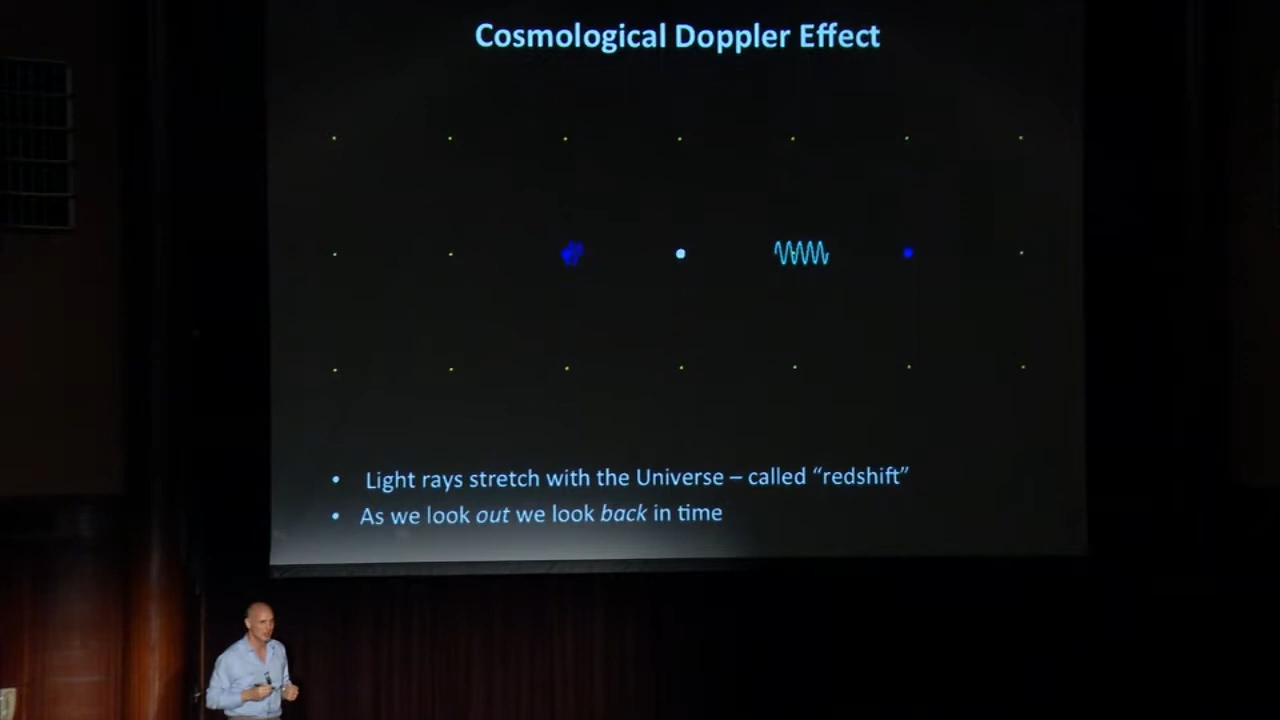 Cosmological Doppler Effect
• Light rays stretch with the Universe – called “redshift”
• As we look out we look back in time